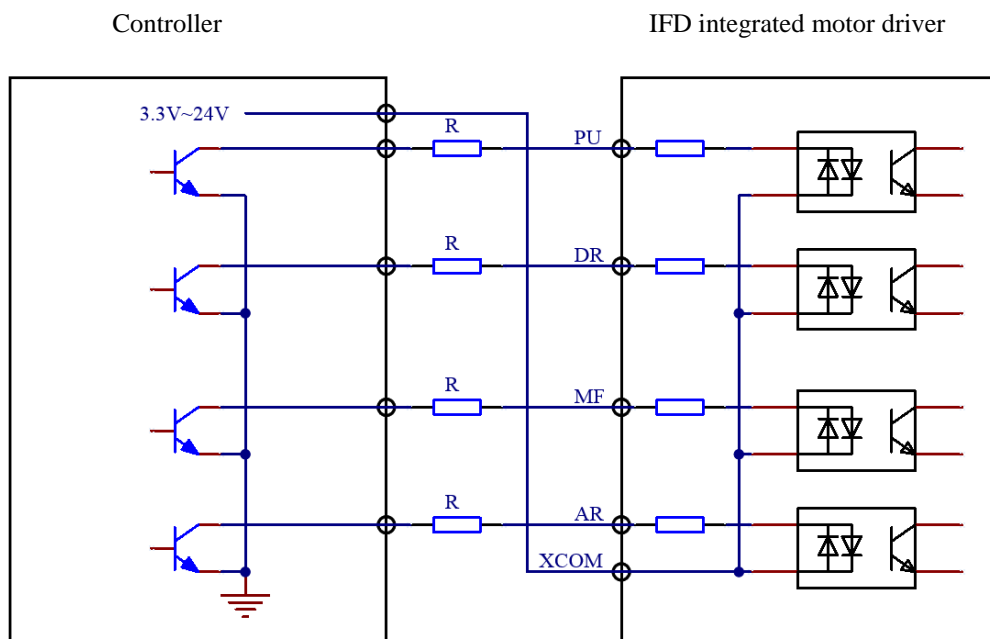 Controller
IFD integrated motor driver
3.3V~24V
R
PU
R
DR
R
MF
R
AR
XCOM